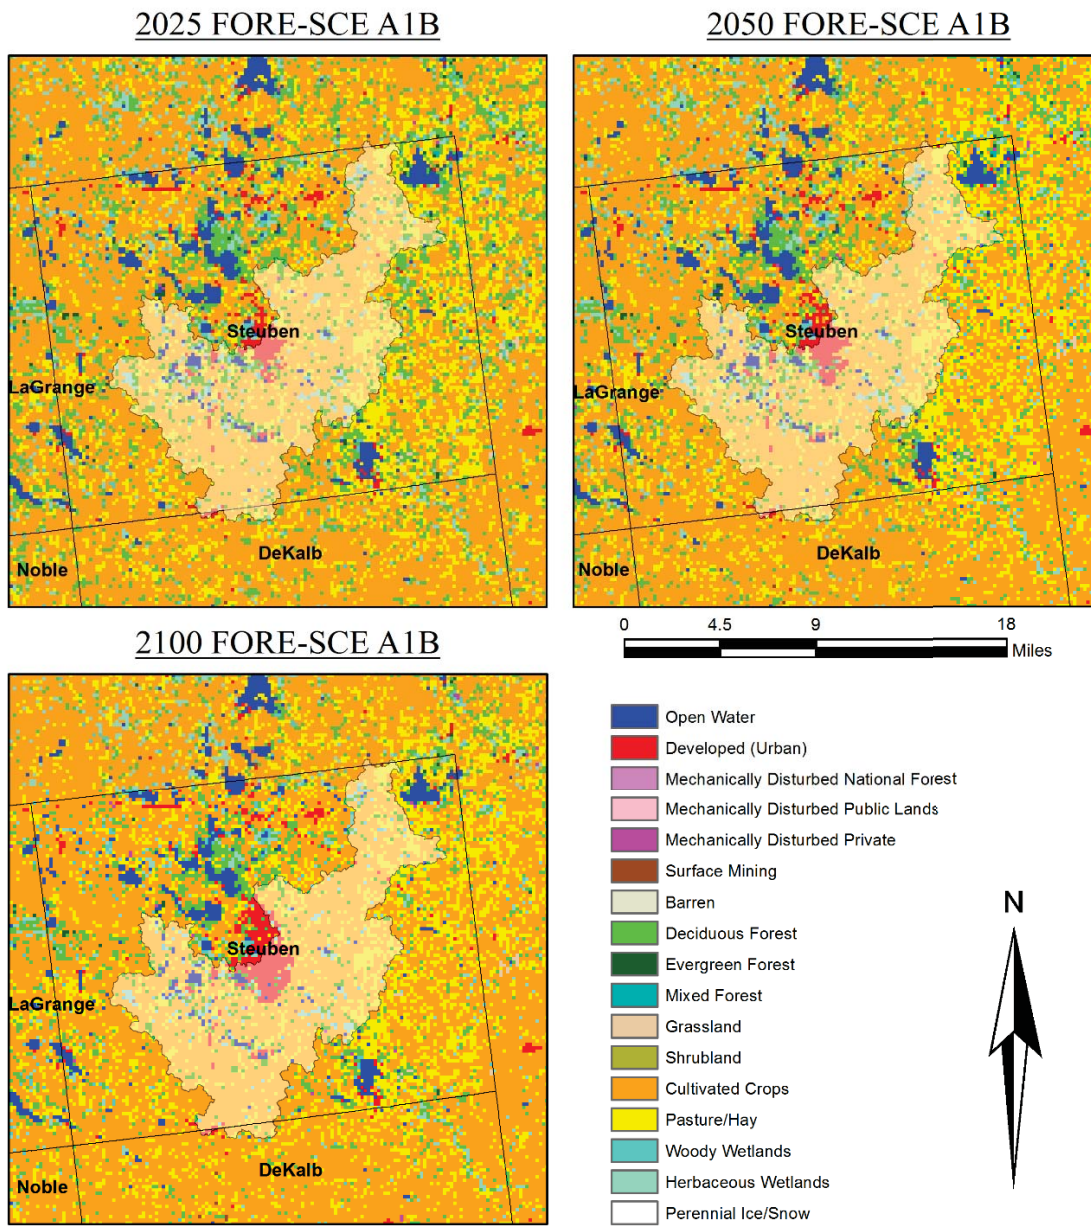 2025 FORE-SCE A1B
2050 FORE-SCE A1B
Steuben
LaGrange
DeKalb
Noble
Steuben
LaGrange
DeKalb
Noble
2100 FORE-SCE A1B
0 4.5 9 18
Miles
Steuben
LaGrange
DeKalb
Noble
Open Water
Developed (Urban)
Mechanically Disturbed National Forest
Mechanically Disturbed Public Lands
Mechanically Disturbed Private
Surface Mining
Barren
Deciduous Forest
Evergreen Forest
Mixed Forest
Grassland
Shrubland
Cultivated Crops
Pasture/Hay
Woody Wetlands
Herbaceous Wetlands
Perennial Ice/Snow
N